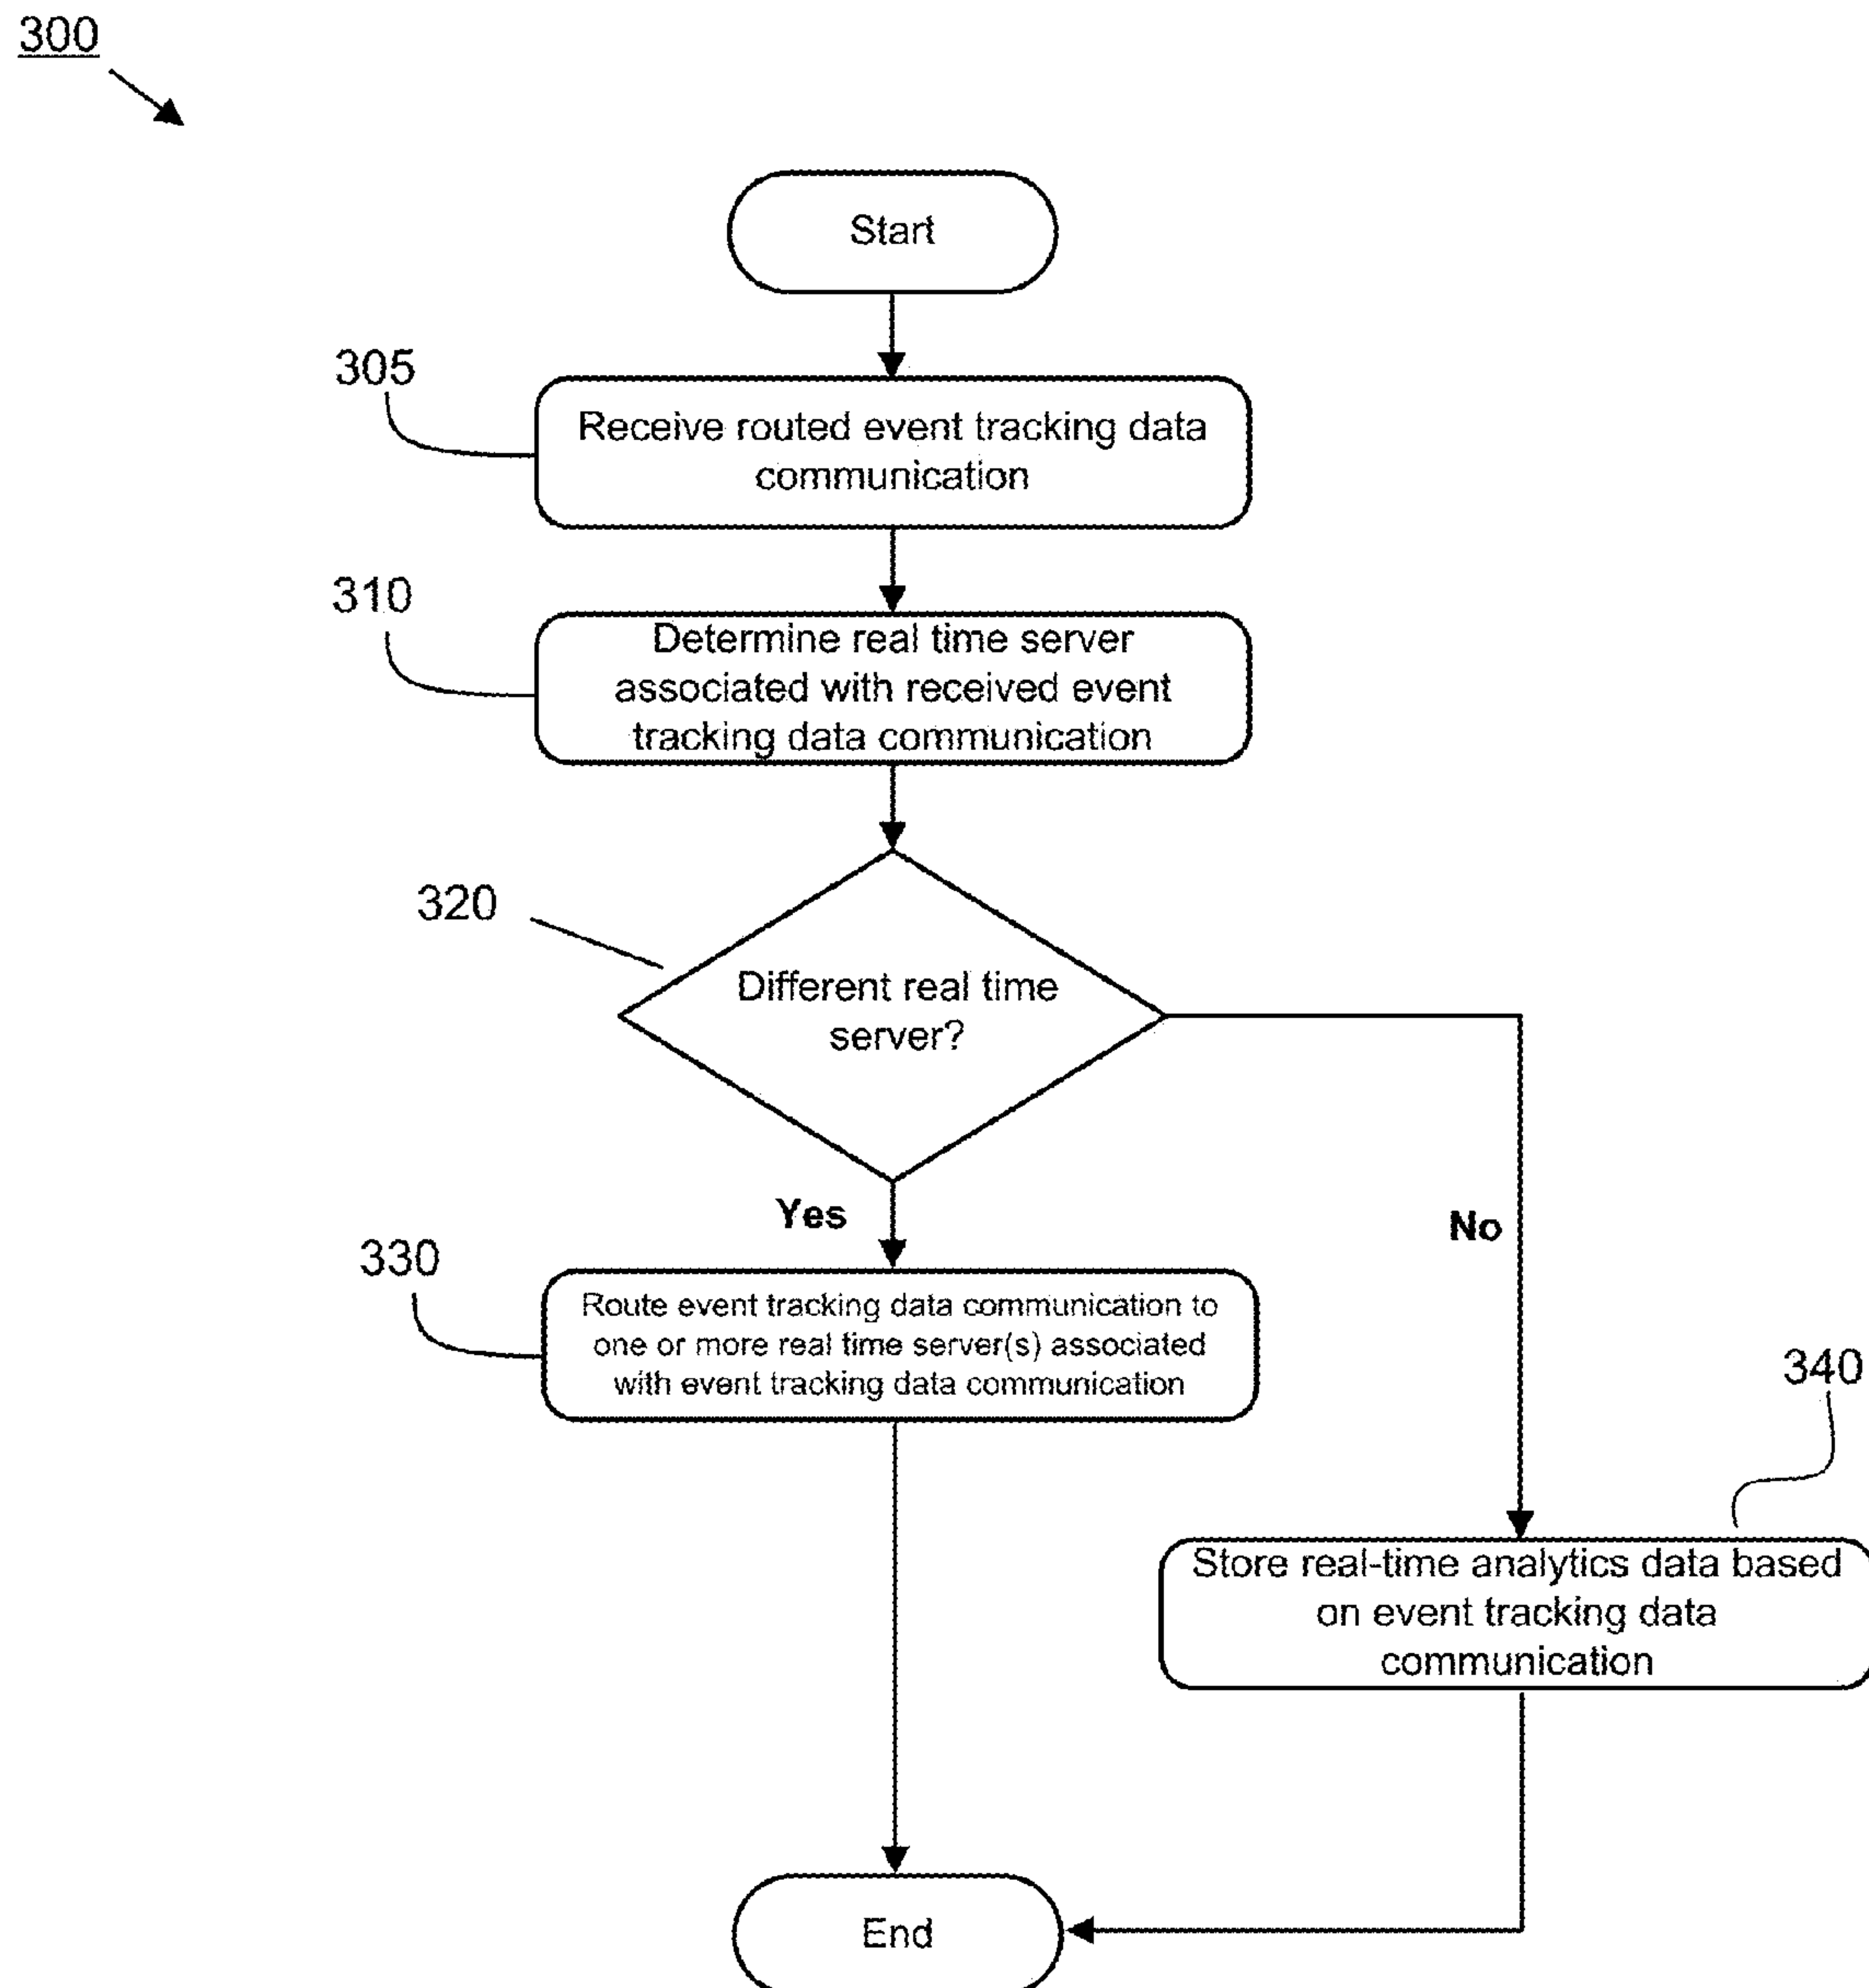 300
Start
305
Receive routed event tracking data
communication
310
Determine real time server
associated with received event
tracking data communication
320
Different real time
server?
Yes
No
330
Route event tracking data communication to
one or more real time server(s) associated
with event tracking data communication
340
Store real-time analytics data based
on event tracking data
communication
End